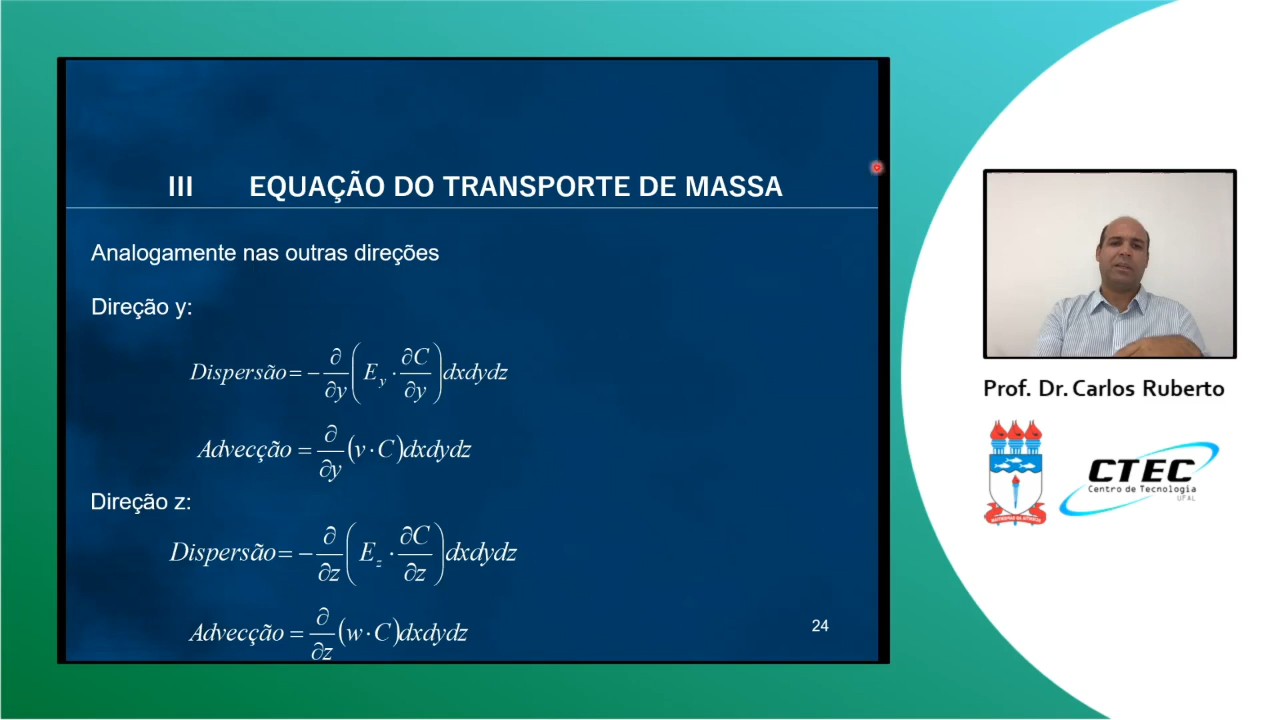 III EQUAÇÃO DO TRANSPORTE DE MASSA
Analogamente nas outras direções
Direção y:
Dispersão = − ∂/∂y (E_y · ∂C/∂y) dxdydz
Advecção = ∂/∂y (v · C) dxdydz
Direção z:
Dispersão = − ∂/∂z (E_z · ∂C/∂z) dxdydz
Advecção = ∂/∂z (w · C) dxdydz
24
Prof. Dr. Carlos Ruberto
CTEC
Centro de Tecnologia
UFAL